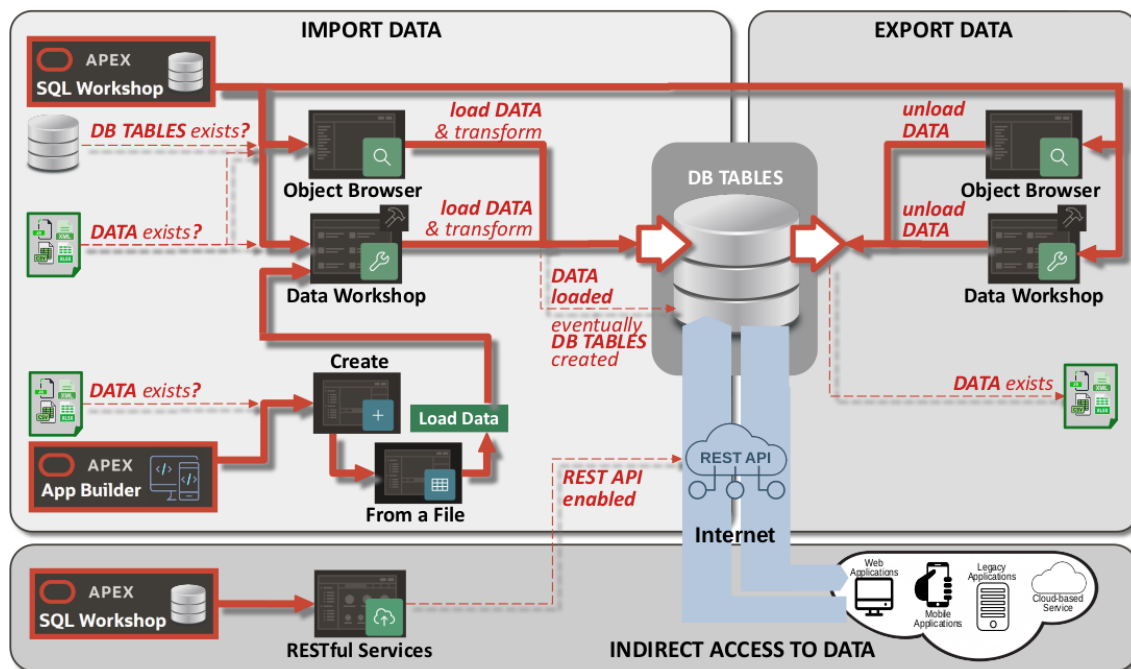 IMPORT DATA
EXPORT DATA
APEX
SQL Workshop
DB TABLES exists?
load DATA
& transform
Object Browser
DATA exists?
load DATA
& transform
Data Workshop
DB TABLES
unload
DATA
Object Browser
unload
DATA
Data Workshop
DATA
loaded
eventually
DB TABLES
created
Create
DATA exists?
Load Data
APEX
App Builder
From a File
DATA exists
REST API
REST API
enabled
Internet
APEX
SQL Workshop
RESTful Services
INDIRECT ACCESS TO DATA
Web
Applications
Mobile
Applications
Legacy
Applications
Cloud-based
Service